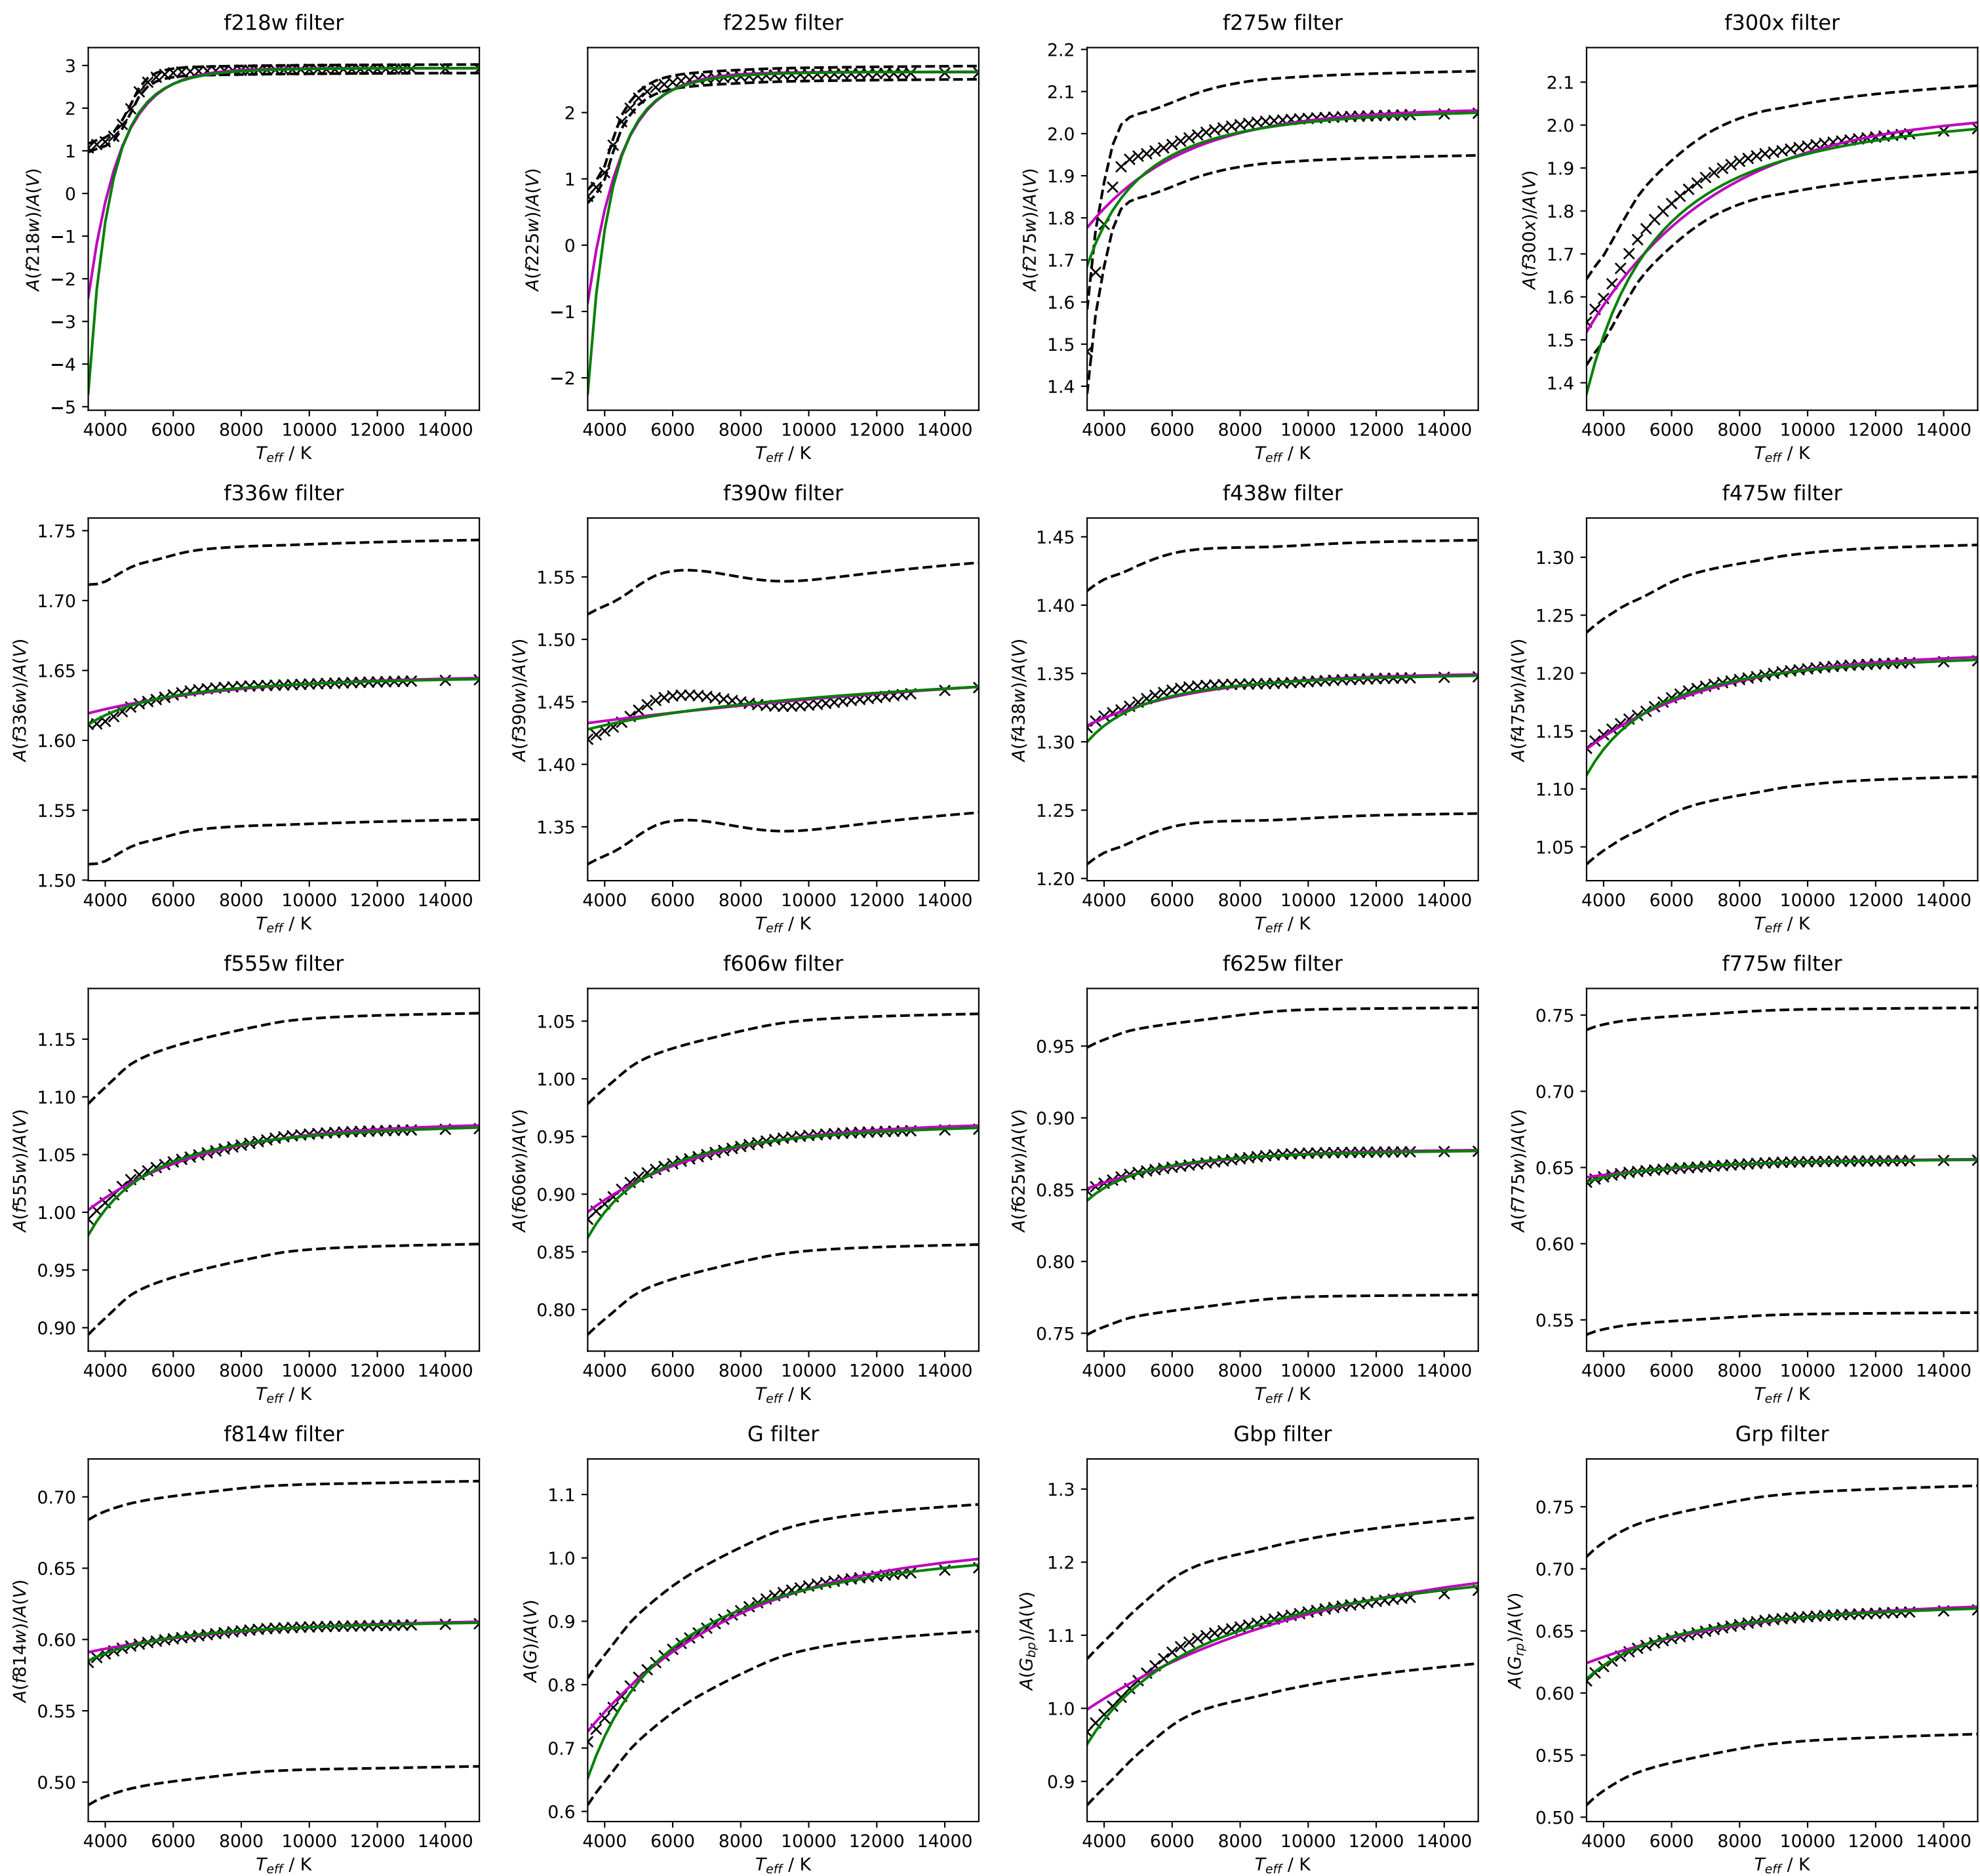 f218w filter
A(f218w)/A(V)
3
2
1
0
−1
−2
−3
−4
−5
4000 6000 8000 10000 12000 14000
T_eff / K
f225w filter
A(f225w)/A(V)
2
1
0
−1
−2
4000 6000 8000 10000 12000 14000
T_eff / K
f275w filter
A(f275w)/A(V)
2.2
2.1
2.0
1.9
1.8
1.7
1.6
1.5
1.4
4000 6000 8000 10000 12000 14000
T_eff / K
f300x filter
A(f300x)/A(V)
2.1
2.0
1.9
1.8
1.7
1.6
1.5
1.4
4000 6000 8000 10000 12000 14000
T_eff / K
f336w filter
A(f336w)/A(V)
1.75
1.70
1.65
1.60
1.55
1.50
4000 6000 8000 10000 12000 14000
T_eff / K
f390w filter
A(f390w)/A(V)
1.55
1.50
1.45
1.40
1.35
4000 6000 8000 10000 12000 14000
T_eff / K
f438w filter
A(f438w)/A(V)
1.45
1.40
1.35
1.30
1.25
1.20
4000 6000 8000 10000 12000 14000
T_eff / K
f475w filter
A(f475w)/A(V)
1.30
1.25
1.20
1.15
1.10
1.05
4000 6000 8000 10000 12000 14000
T_eff / K
f555w filter
A(f555w)/A(V)
1.15
1.10
1.05
1.00
0.95
0.90
4000 6000 8000 10000 12000 14000
T_eff / K
f606w filter
A(f606w)/A(V)
1.05
1.00
0.95
0.90
0.85
0.80
4000 6000 8000 10000 12000 14000
T_eff / K
f625w filter
A(f625w)/A(V)
0.95
0.90
0.85
0.80
0.75
4000 6000 8000 10000 12000 14000
T_eff / K
f775w filter
A(f775w)/A(V)
0.75
0.70
0.65
0.60
0.55
4000 6000 8000 10000 12000 14000
T_eff / K
f814w filter
A(f814w)/A(V)
0.70
0.65
0.60
0.55
0.50
4000 6000 8000 10000 12000 14000
T_eff / K
G filter
A(G)/A(V)
1.1
1.0
0.9
0.8
0.7
0.6
4000 6000 8000 10000 12000 14000
T_eff / K
Gbp filter
A(G_bp))/A(V)
1.3
1.2
1.1
1.0
0.9
4000 6000 8000 10000 12000 14000
T_eff / K
Grp filter
A(G_rp))/A(V)
0.75
0.70
0.65
0.60
0.55
0.50
4000 6000 8000 10000 12000 14000
T_eff / K